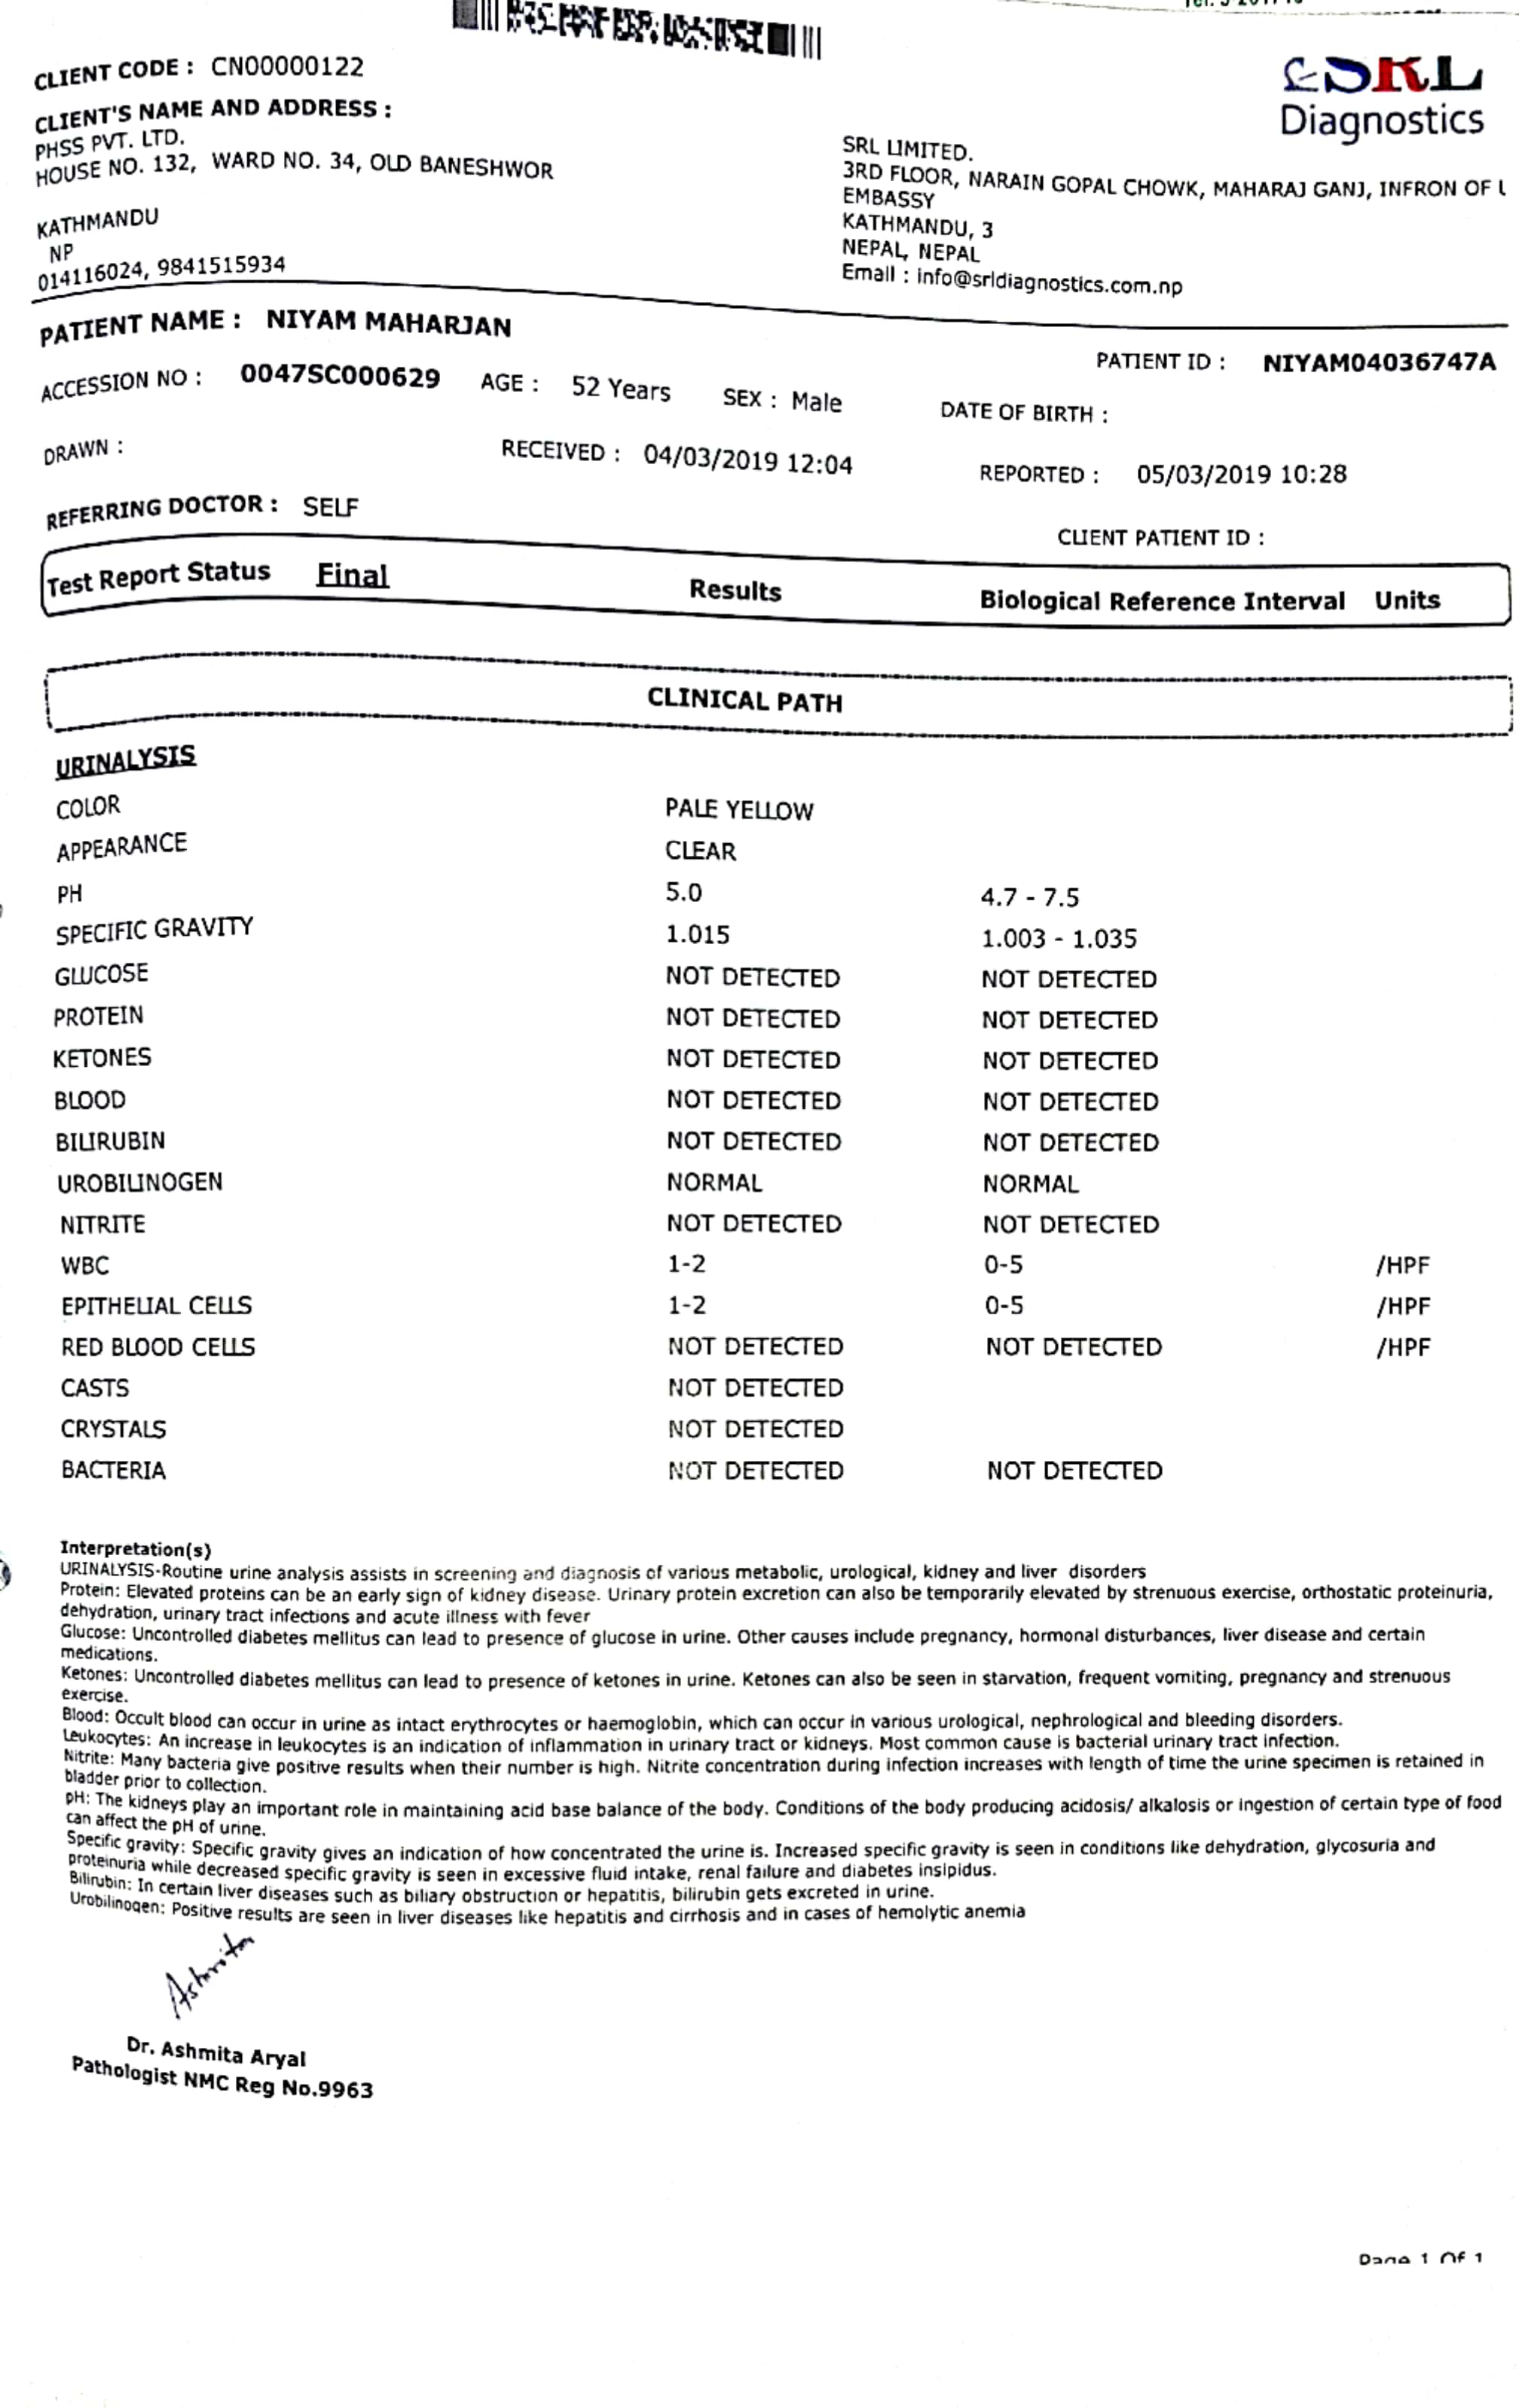 CLIENT CODE : CN00000122
CLIENT'S NAME AND ADDRESS :
PHSS PVT. LTD.
HOUSE NO. 132, WARD NO. 34, OLD BANESHWOR
KATHMANDU
NP
014116024, 9841515934
SRL
Diagnostics
SRL LIMITED.
3RD FLOOR, NARAIN GOPAL CHOWK, MAHARAJ GANJ, INFRON OF
EMBASSY
KATHMANDU, 3
NEPAL, NEPAL
Email : info@srldiagnostics.com.np
PATIENT NAME : NIYAM MAHARJAN
PATIENT ID : NIYAM04036747A
ACCESSION NO : 0047SC000629 AGE : 52 Years SEX : Male DATE OF BIRTH :
DRAWN : RECEIVED : 04/03/2019 12:04 REPORTED : 05/03/2019 10:28
REFERRING DOCTOR : SELF CLIENT PATIENT ID :
Test Report Status Final Results Biological Reference Interval Units
CLINICAL PATH
URINALYSIS
COLOR PALE YELLOW
APPEARANCE CLEAR
PH 5.0 4.7 - 7.5
SPECIFIC GRAVITY 1.015 1.003 - 1.035
GLUCOSE NOT DETECTED NOT DETECTED
PROTEIN NOT DETECTED NOT DETECTED
KETONES NOT DETECTED NOT DETECTED
BLOOD NOT DETECTED NOT DETECTED
BILIRUBIN NOT DETECTED NOT DETECTED
UROBILINOGEN NORMAL NORMAL
NITRITE NOT DETECTED NOT DETECTED
WBC 1-2 0-5 /HPF
EPITHELIAL CELLS 1-2 0-5 /HPF
RED BLOOD CELLS NOT DETECTED NOT DETECTED /HPF
CASTS NOT DETECTED
CRYSTALS NOT DETECTED
BACTERIA NOT DETECTED NOT DETECTED
Interpretation(s)
URINALYSIS-Routine urine analysis assists in screening and diagnosis of various metabolic, urological, kidney and liver disorders
Protein: Elevated proteins can be an early sign of kidney disease. Urinary protein excretion can also be temporarily elevated by strenuous exercise, orthostatic proteinuria,
dehydration, urinary tract infections and acute illness with fever
Glucose: Uncontrolled diabetes mellitus can lead to presence of glucose in urine. Other causes include pregnancy, hormonal disturbances, liver disease and certain
medications.
Ketones: Uncontrolled diabetes mellitus can lead to presence of ketones in urine. Ketones can also be seen in starvation, frequent vomiting, pregnancy and strenuous
exercise.
Blood: Occult blood can occur in urine as intact erythrocytes or haemoglobin, which can occur in various urological, nephrological and bleeding disorders.
Leukocytes: An increase in leukocytes is an indication of inflammation in urinary tract or kidneys. Most common cause is bacterial urinary tract infection.
Nitrite: Many bacteria give positive results when their number is high. Nitrite concentration during infection increases with length of time the urine specimen is retained in
bladder prior to collection.
pH: The kidneys play an important role in maintaining acid base balance of the body. Conditions of the body producing acidosis/ alkalosis or ingestion of certain type of food
can affect the pH of urine.
Specific gravity: Specific gravity gives an indication of how concentrated the urine is. Increased specific gravity is seen in conditions like dehydration, glycosuria and
proteinuria while decreased specific gravity is seen in excessive fluid intake, renal failure and diabetes insipidus.
Bilirubin: In certain liver diseases such as biliary obstruction or hepatitis, bilirubin gets excreted in urine.
Urobilinogen: Positive results are seen in liver diseases like hepatitis and cirrhosis and in cases of hemolytic anemia
Ashmita
Dr. Ashmita Aryal
Pathologist NMC Reg No.9963
Page 1 Of 1